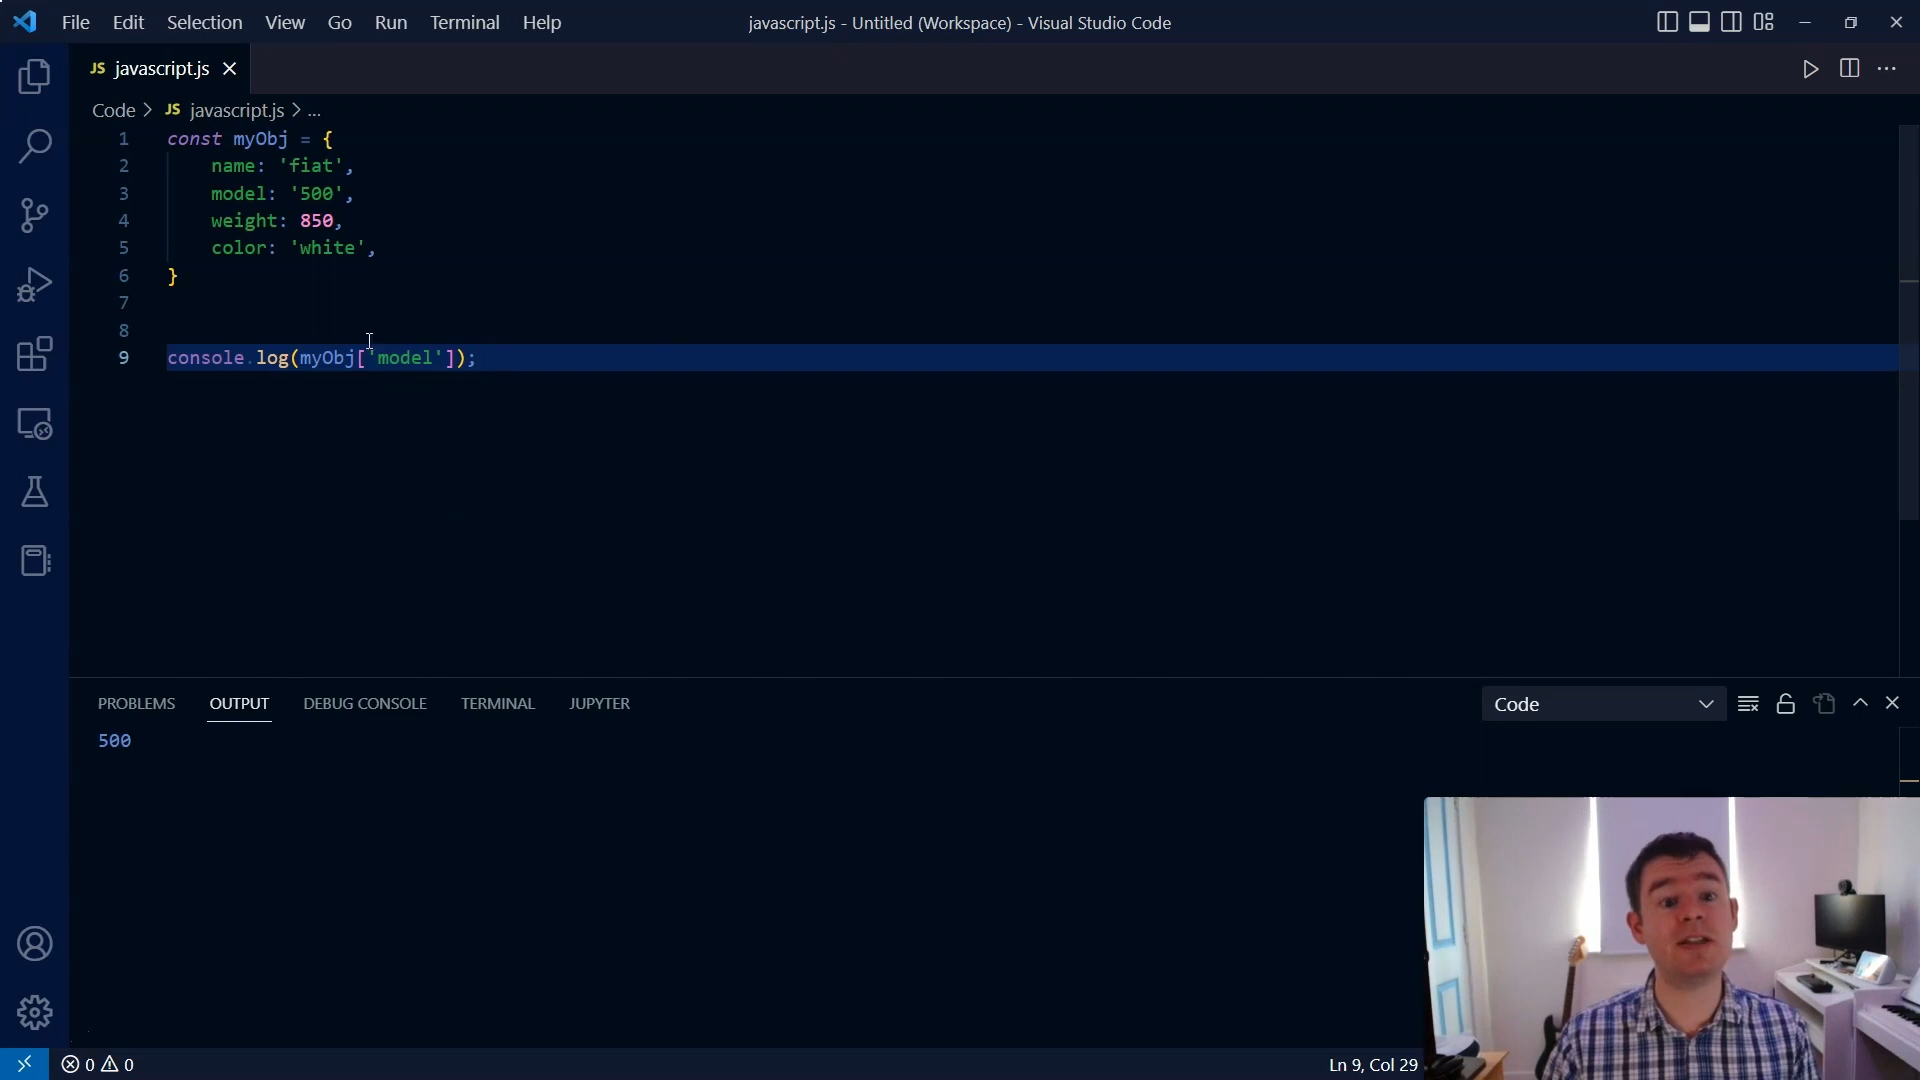 File Edit Selection View Go Run Terminal Help
javascript.js - Untitled (Workspace) - Visual Studio Code
JS javascript.js
Code > JS javascript.js > ...
1 const myObj = {
2 name: 'fiat',
3 model: '500',
4 weight: 850,
5 color: 'white',
6 }
7
8
9 console.log(myObj['model']);
PROBLEMS OUTPUT DEBUG CONSOLE TERMINAL JUPYTER
Code
500
0 0
Ln 9, Col 29